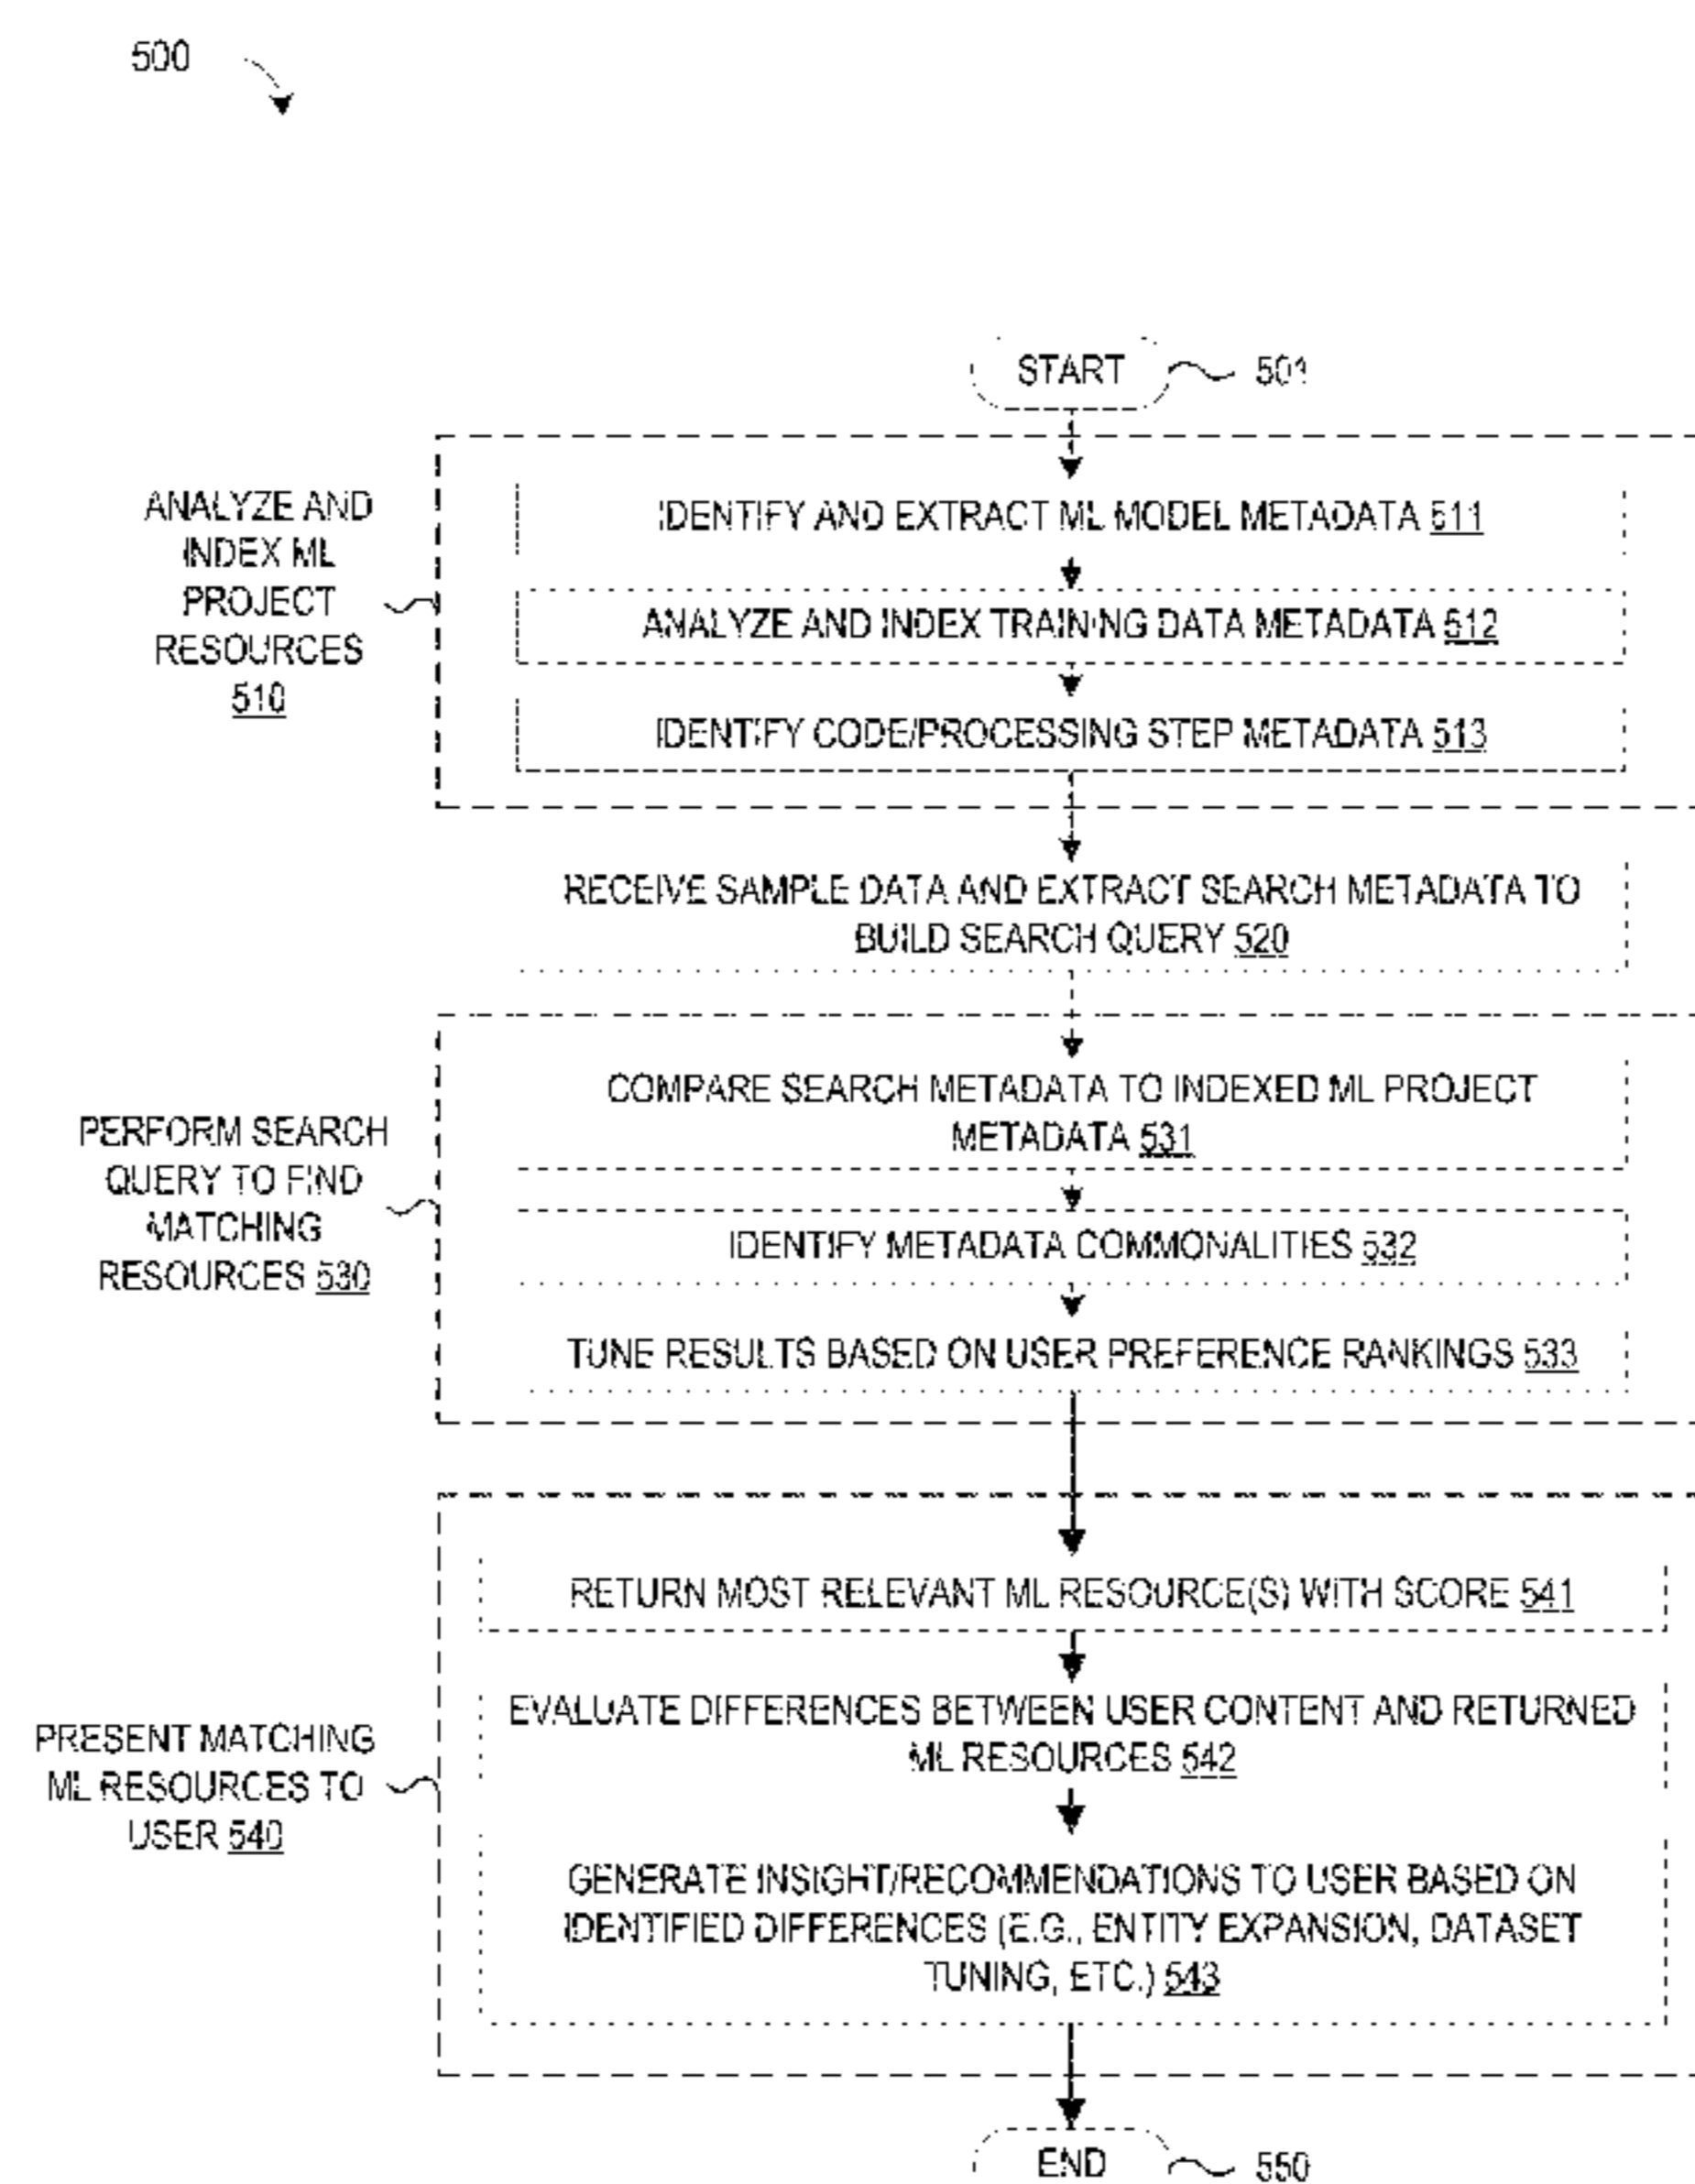 500
START 501
ANALYZE AND
INDEX ML
PROJECT
RESOURCES
510
IDENTIFY AND EXTRACT ML MODEL METADATA 511
ANALYZE AND INDEX TRAINING DATA METADATA 512
IDENTIFY CODE/PROCESSING STEP METADATA 513
RECEIVE SAMPLE DATA AND EXTRACT SEARCH METADATA TO
BUILD SEARCH QUERY 520
PERFORM SEARCH
QUERY TO FIND
MATCHING
RESOURCES 530
COMPARE SEARCH METADATA TO INDEXED ML PROJECT
METADATA 531
IDENTIFY METADATA COMMONALITIES 532
TUNE RESULTS BASED ON USER PREFERENCE RANKINGS 533
PRESENT MATCHING
ML RESOURCES TO
USER 540
RETURN MOST RELEVANT ML RESOURCE(S) WITH SCORE 541
EVALUATE DIFFERENCES BETWEEN USER CONTENT AND RETURNED
ML RESOURCES 542
GENERATE INSIGHT/RECOMMENDATIONS TO USER BASED ON
IDENTIFIED DIFFERENCES (E.G., ENTITY EXPANSION, DATASET
TUNING, ETC.) 543
END 550